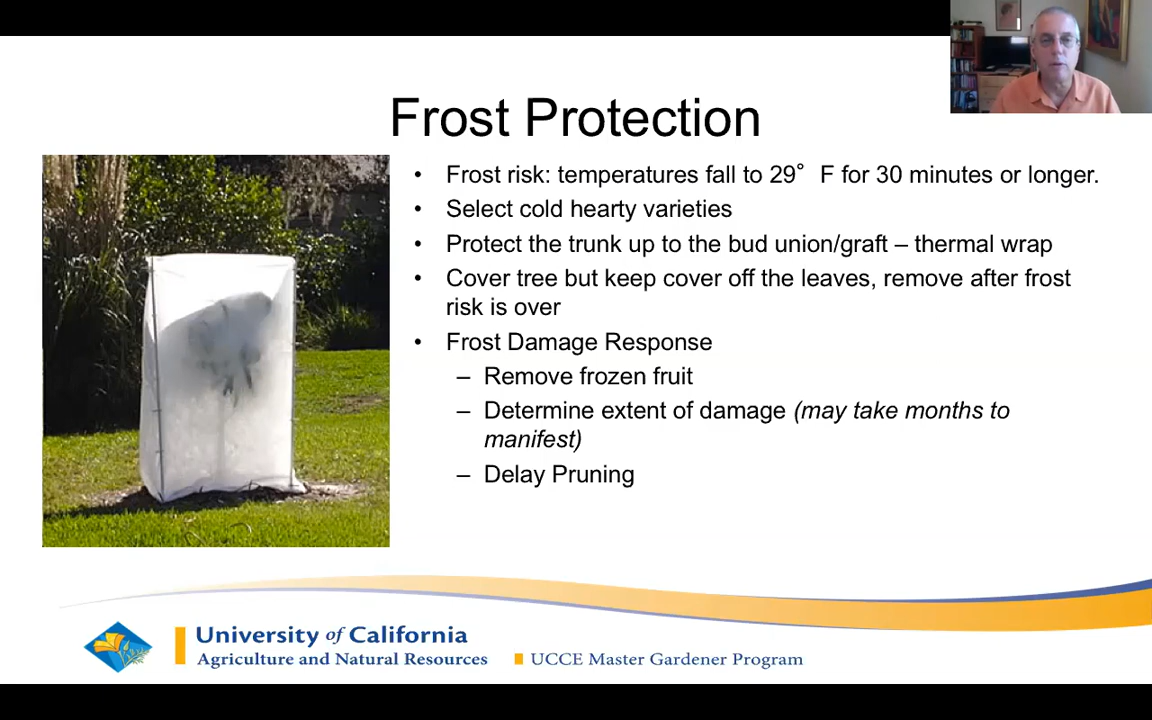 Frost Protection
• Frost risk: temperatures fall to 29° F for 30 minutes or longer.
• Select cold hearty varieties
• Protect the trunk up to the bud union/graft – thermal wrap
• Cover tree but keep cover off the leaves, remove after frost
risk is over
• Frost Damage Response
– Remove frozen fruit
– Determine extent of damage (may take months to
manifest)
– Delay Pruning
University of California
Agriculture and Natural Resources
UCCE Master Gardener Program